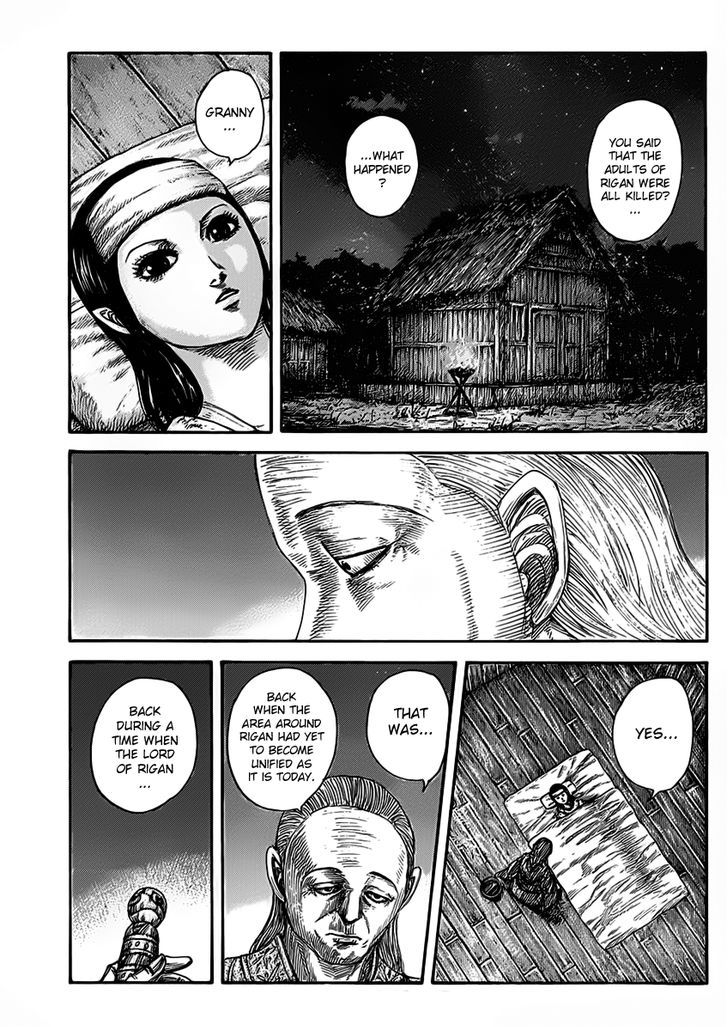 YOU SAID
THAT THE
ADULTS OF
RIGAN WERE
ALL KILLED?
...
...WHAT
HAPPENED
?
GRANNY
...
YES...
THAT
WAS...
BACK
WHEN THE
AREA AROUND
RIGAN HAD YET
TO BECOME
UNIFIED AS
IT IS TODAY.
BACK
DURING A
TIME WHEN
THE LORD
OF RIGAN
...